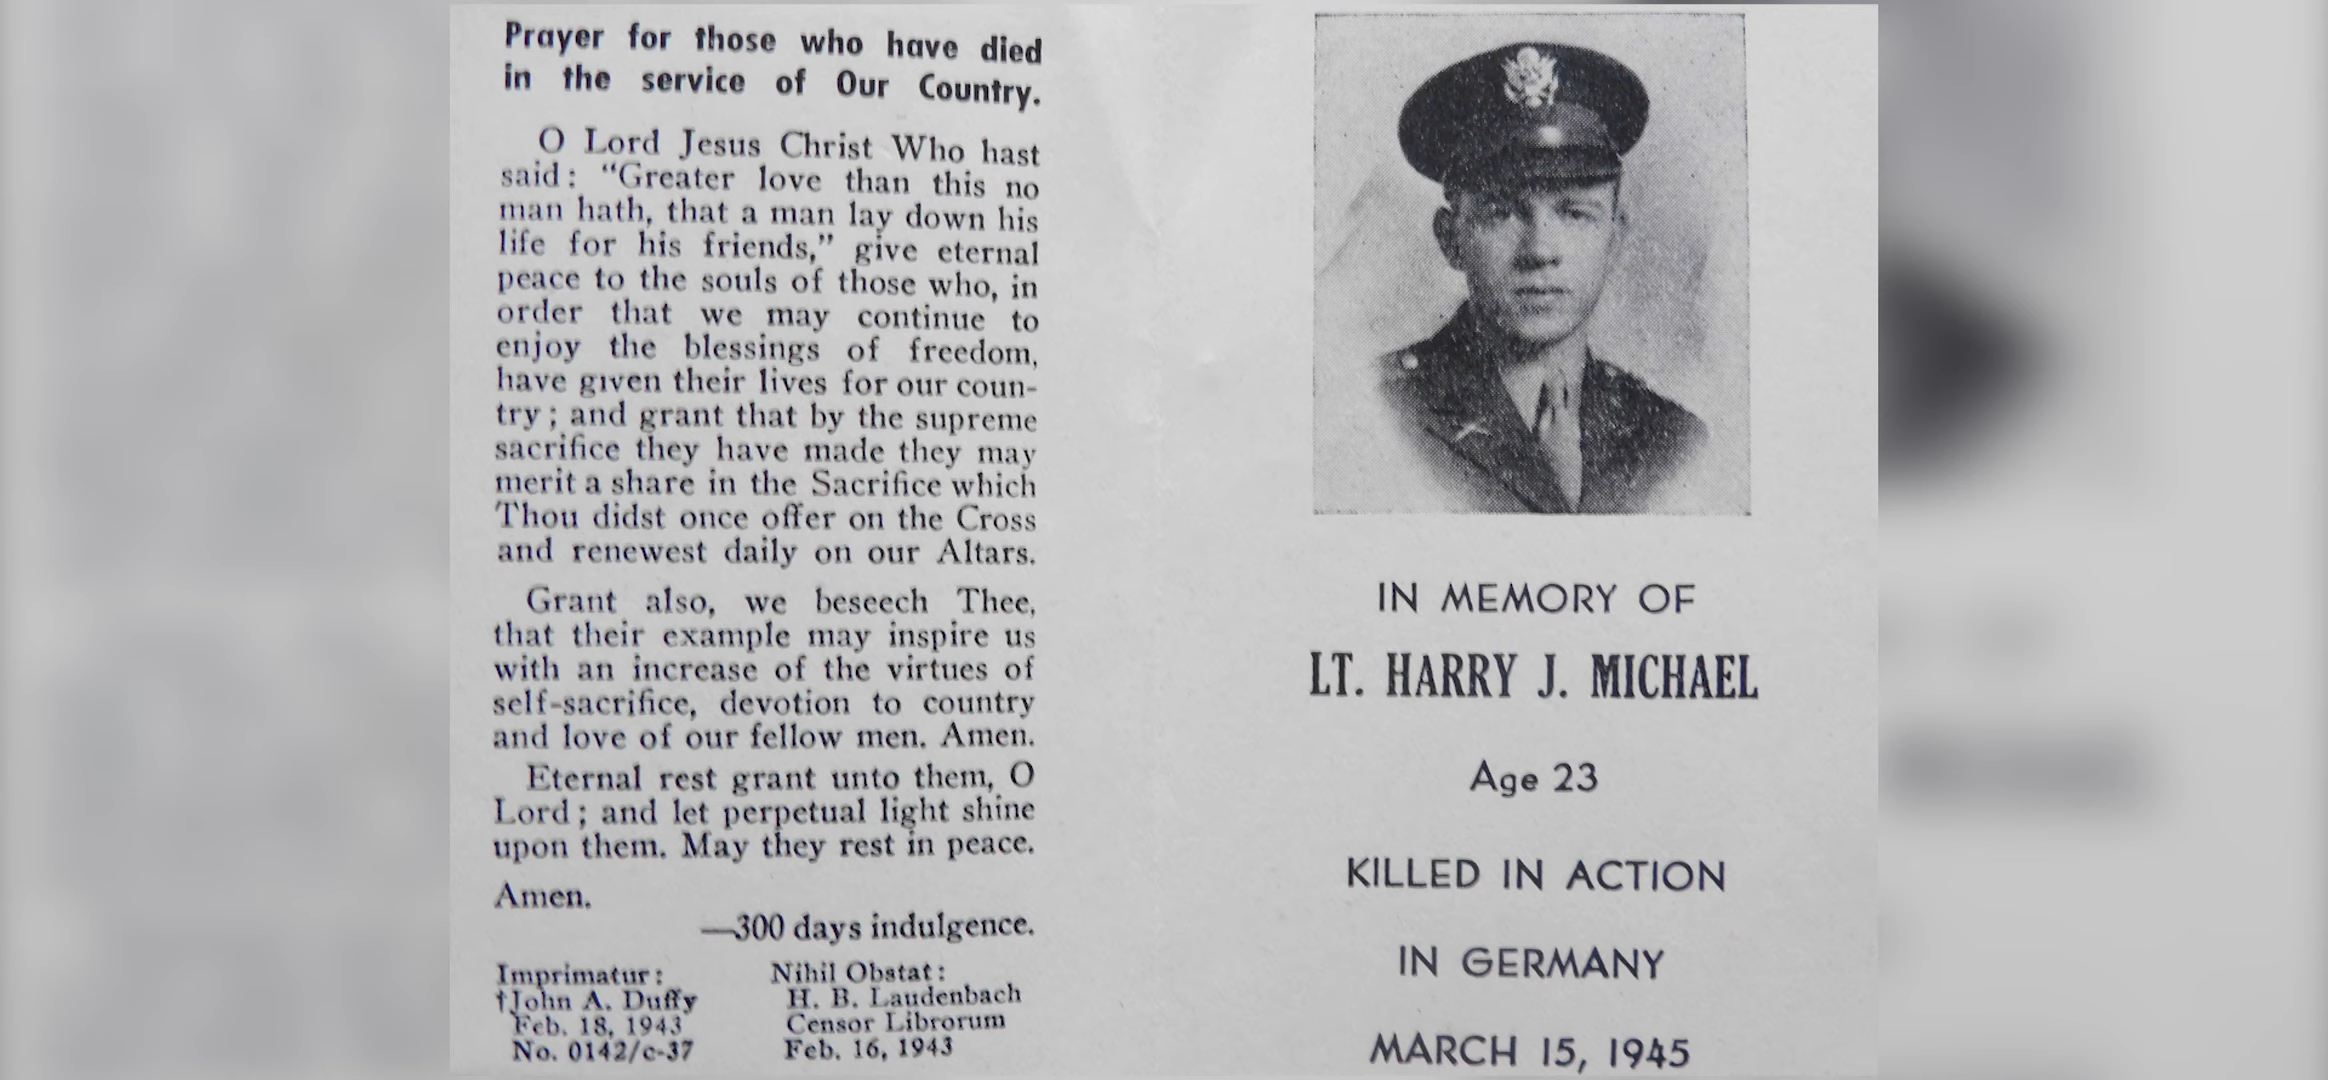 Prayer for those who have died
in the service of Our Country.
O Lord Jesus Christ Who hast
said: "Greater love than this no
man hath, that a man lay down his
life for his friends," give eternal
peace to the souls of those who, in
order that we may continue to
enjoy the blessings of freedom,
have given their lives for our coun-
try; and grant that by the supreme
sacrifice they have made they may
merit a share in the Sacrifice which
Thou didst once offer on the Cross
and renewest daily on our Altars.
Grant also, we beseech Thee,
that their example may inspire us
with an increase of the virtues of
self-sacrifice, devotion to country
and love of our fellow men. Amen.
Eternal rest grant unto them, O
Lord; and let perpetual light shine
upon them. May they rest in peace.
Amen.
—300 days indulgence.
Imprimatur:
†John A. Duffy
Feb. 18, 1943
No. 0142/c-37
Nihil Obstat:
H. B. Laudenbach
Censor Librorum
Feb. 16, 1943
IN MEMORY OF
LT. HARRY J. MICHAEL
Age 23
KILLED IN ACTION
IN GERMANY
MARCH 15, 1945